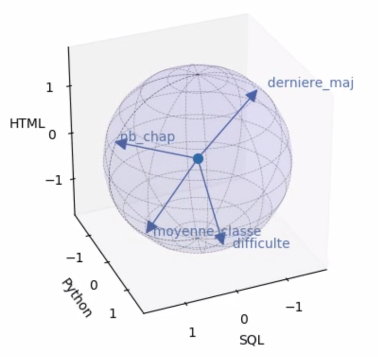 derniere_maj
1
HTML
0
nb_chap
−1
moyenne_classe
difficulte
−1
0
1
Python
−1
0
1
SQL